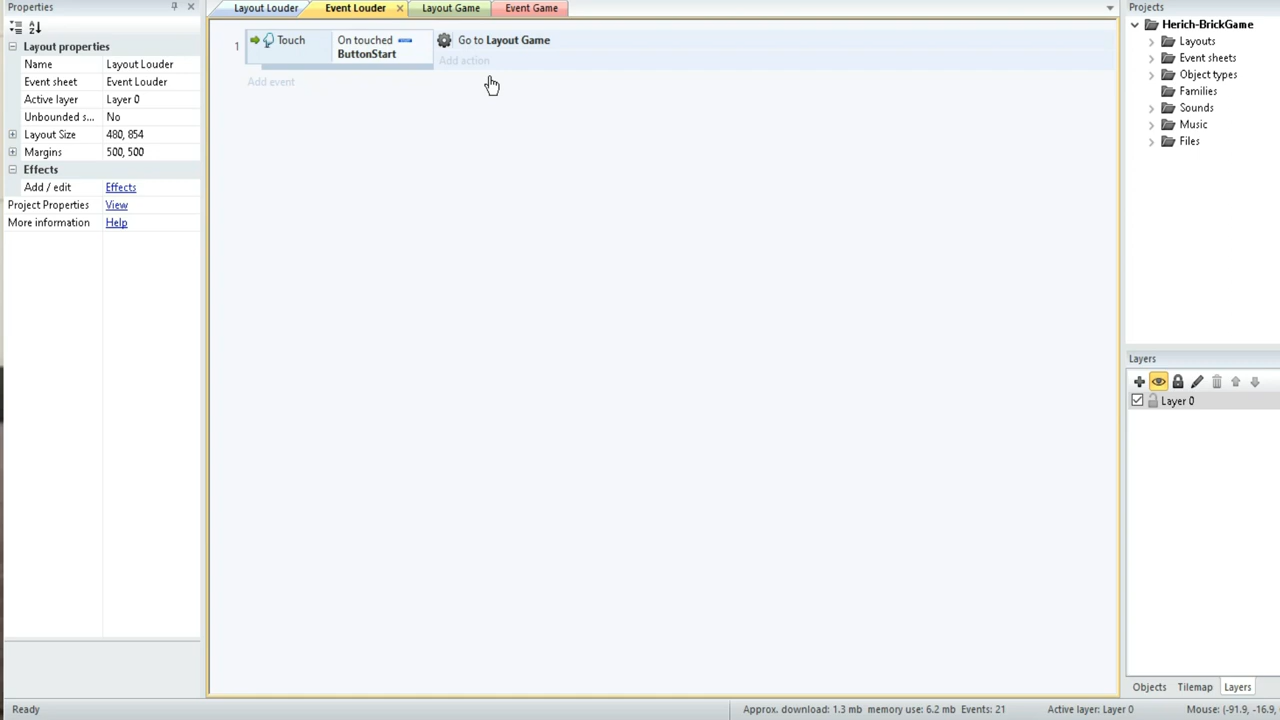 Properties
Layout properties
Name Layout Louder
Event sheet Event Louder
Active layer Layer 0
Unbounded s... No
Layout Size 480, 854
Margins 500, 500
Effects
Add / edit Effects
Project Properties View
More information Help
Layout Louder Event Louder Layout Game Event Game
1 Touch On touched ButtonStart Go to Layout Game
Add action
Add event
Projects
Herich-BrickGame
Layouts
Event sheets
Object types
Families
Sounds
Music
Files
Layers
Layer 0
Objects Tilemap Layers
Ready Approx. download: 1.3 mb memory use: 6.2 mb Events: 21 Active layer: Layer 0 Mouse: (-91.9, -16.9,